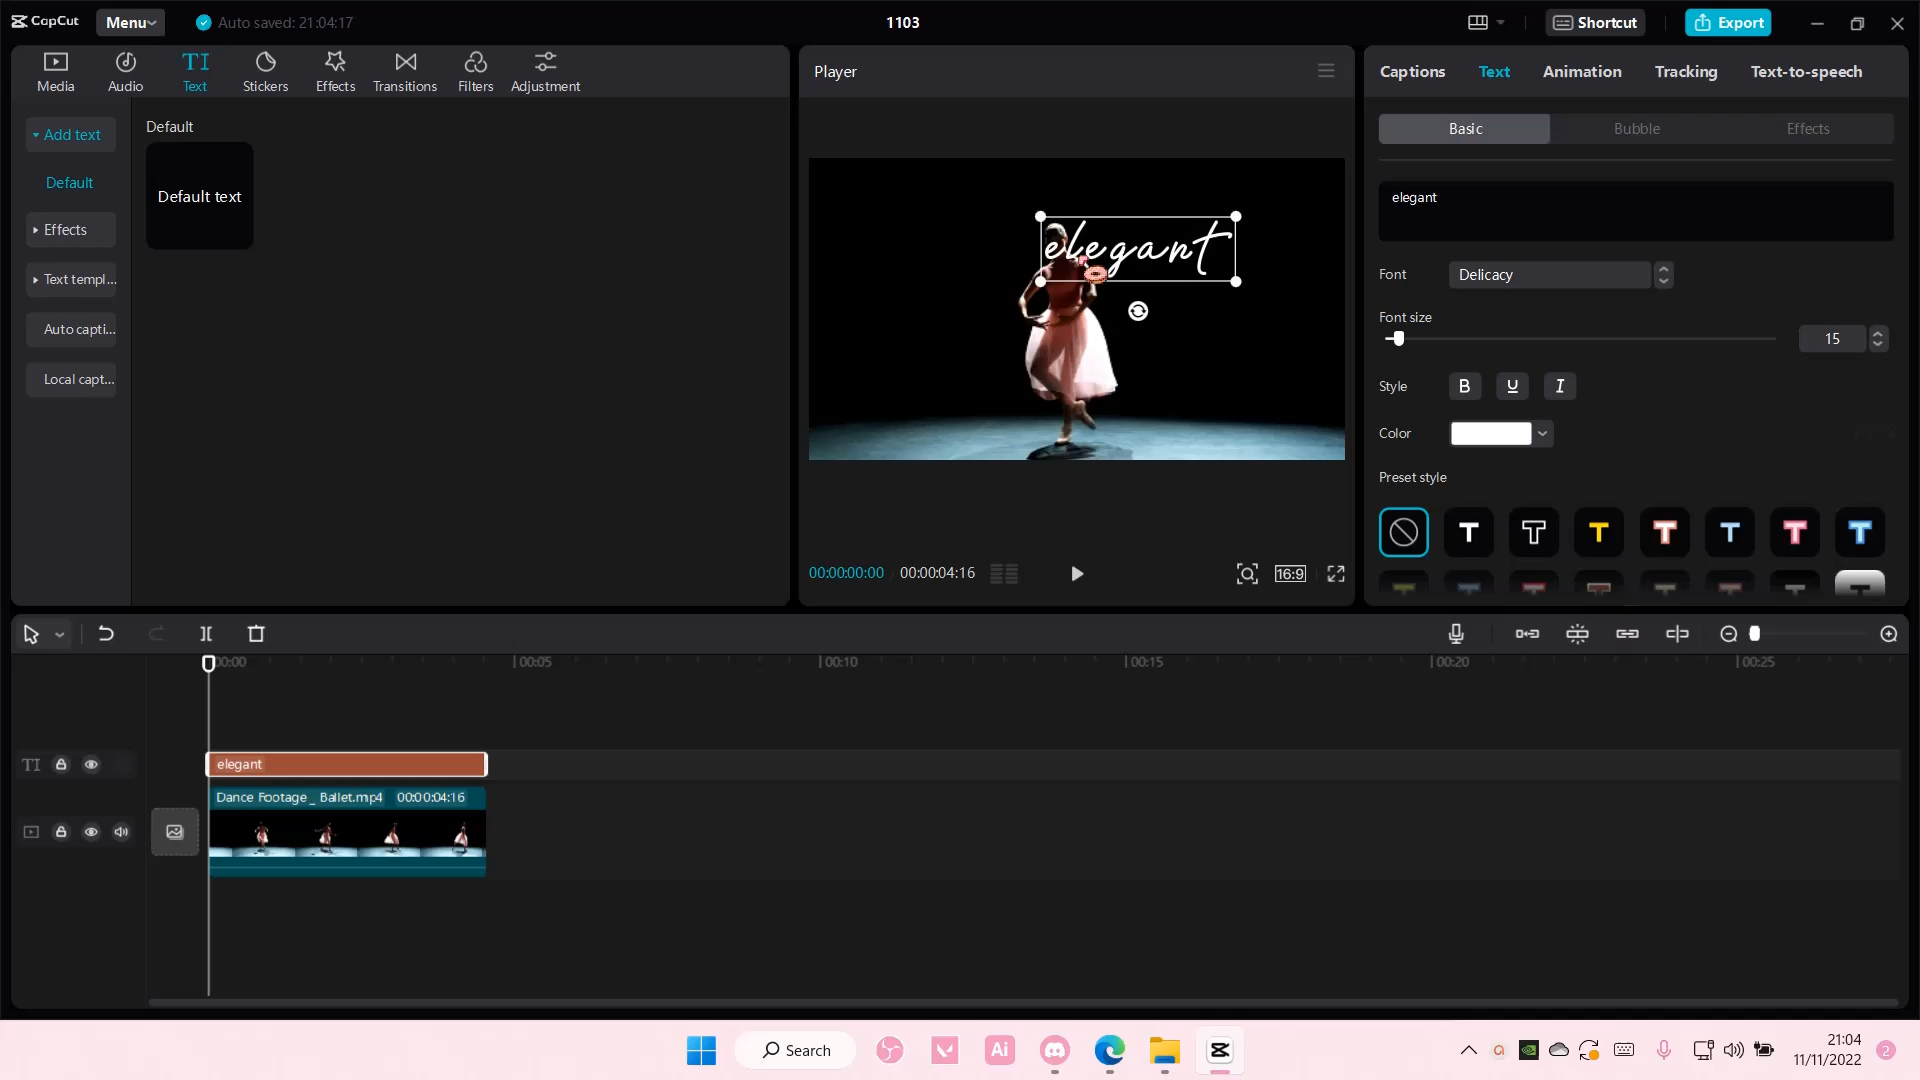 CapCut
Menu
Auto saved: 21:04:17
1103
Shortcut
Export
Media
Audio
TI
Text
Stickers
Effects
Transitions
Filters
Adjustment
Add text
Default
Effects
Text templ...
Auto capti...
Local capt...
Default
Default text
Player
elegant
00:00:00:00 / 00:00:04:16
16:9
Captions
Text
Animation
Tracking
Text-to-speech
Basic
Bubble
Effects
elegant
Font
Delicacy
Font size
15
Style
B
U
I
Color
Preset style
T
T
T
T
T
T
T
00:00
00:05
00:10
00:15
00:20
00:25
TI
elegant
Dance Footage _ Ballet.mp4 00:00:04:16
Search
Ai
21:04
11/11/2022
2